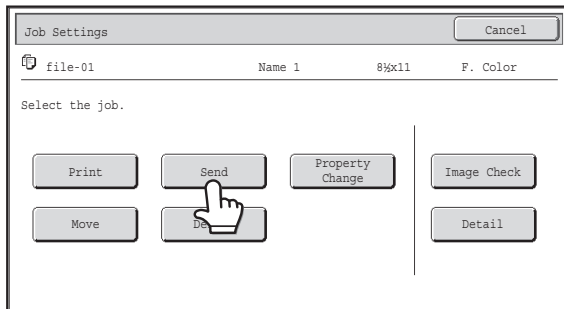 Job Settings Cancel
file-01 Name 1 8½x11 F. Color
Select the job.
Print Send Property Change Image Check
Move Detail